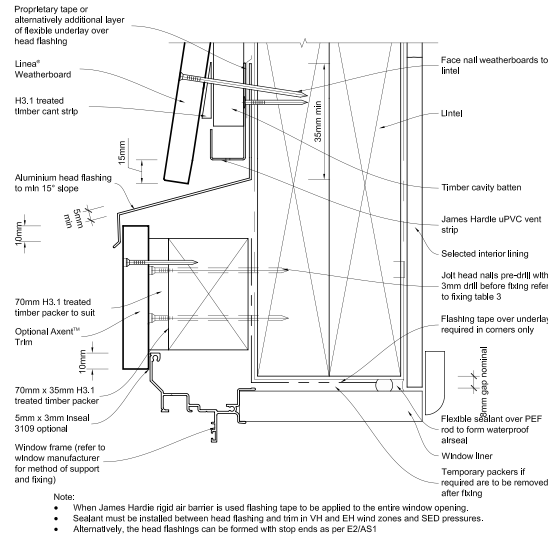 Proprietary tape or
alternatively additional layer
of flexible underlay over
head flashing
Linea®
Weatherboard
H3.1 treated
timber cant strip
15mm
Aluminium head flashing
to min 15° slope
5mm
min
10mm
70mm H3.1 treated
timber packer to suit
Optional Axent™
Trim
10mm
70mm x 35mm H3.1
treated timber packer
5mm x 3mm Inseal
3109 optional
Window frame (refer to
window manufacturer
for method of support
and fixing)
35mm min
Face nail weatherboards to
lintel
Lintel
Timber cavity batten
James Hardie uPVC vent
strip
Selected interior lining
Jolt head nails pre-drill with
3mm drill before fixing refer
to fixing table 3
Flashing tape over underlay
required in corners only
8mm gap nominal
Flexible sealant over PEF
rod to form waterproof
airseal
Window liner
Temporary packers if
required are to be removed
after fixing
Note:
• When James Hardie rigid air barrier is used flashing tape to be applied to the entire window opening.
• Sealant must be installed between head flashing and trim in VH and EH wind zones and SED pressures.
• Alternatively, the head flashings can be formed with stop ends as per E2/AS1